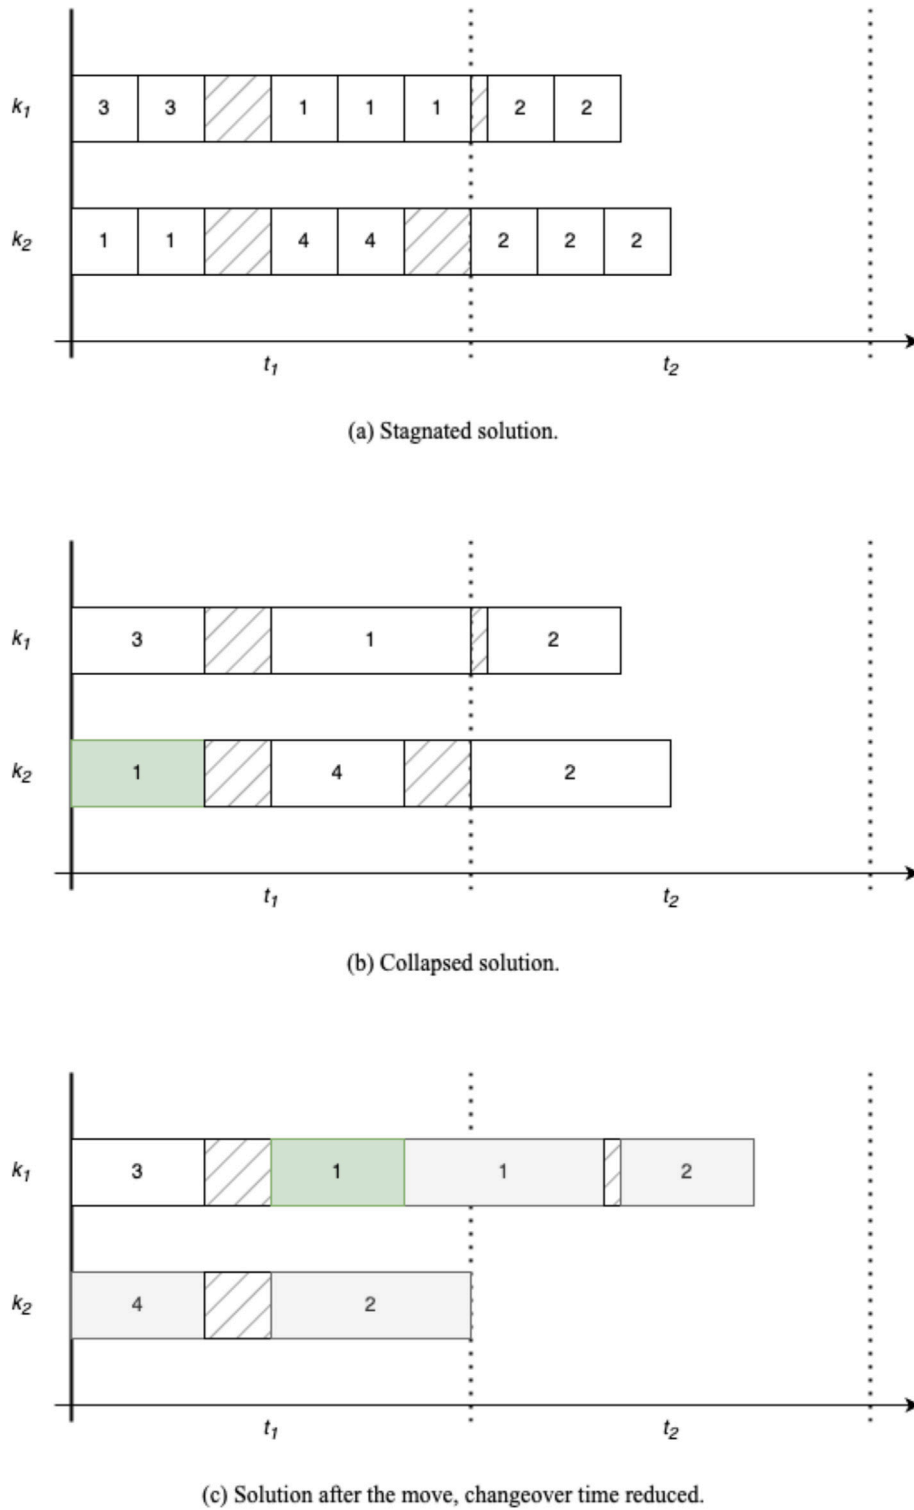 k1 3 3 1 1 1 2 2
k2 1 1 4 4 2 2 2
t1 t2
(a) Stagnated solution.
k1 3 1 2
k2 1 4 2
t1 t2
(b) Collapsed solution.
k1 3 1 1 2
k2 4 2
t1 t2
(c) Solution after the move, changeover time reduced.